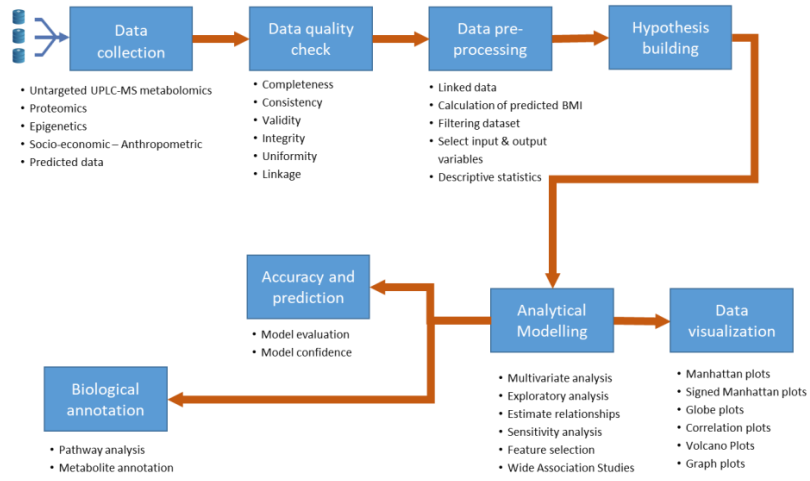 Data
collection
• Untargeted UPLC-MS metabolomics
• Proteomics
• Epigenetics
• Socio-economic – Anthropometric
• Predicted data
Data quality
check
• Completeness
• Consistency
• Validity
• Integrity
• Uniformity
• Linkage
Data pre-
processing
• Linked data
• Calculation of predicted BMI
• Filtering dataset
• Select input & output
variables
• Descriptive statistics
Hypothesis
building
Accuracy and
prediction
• Model evaluation
• Model confidence
Analytical
Modelling
• Multivariate analysis
• Exploratory analysis
• Estimate relationships
• Sensitivity analysis
• Feature selection
• Wide Association Studies
Data
visualization
• Manhattan plots
• Signed Manhattan plots
• Globe plots
• Correlation plots
• Volcano Plots
• Graph plots
Biological
annotation
• Pathway analysis
• Metabolite annotation